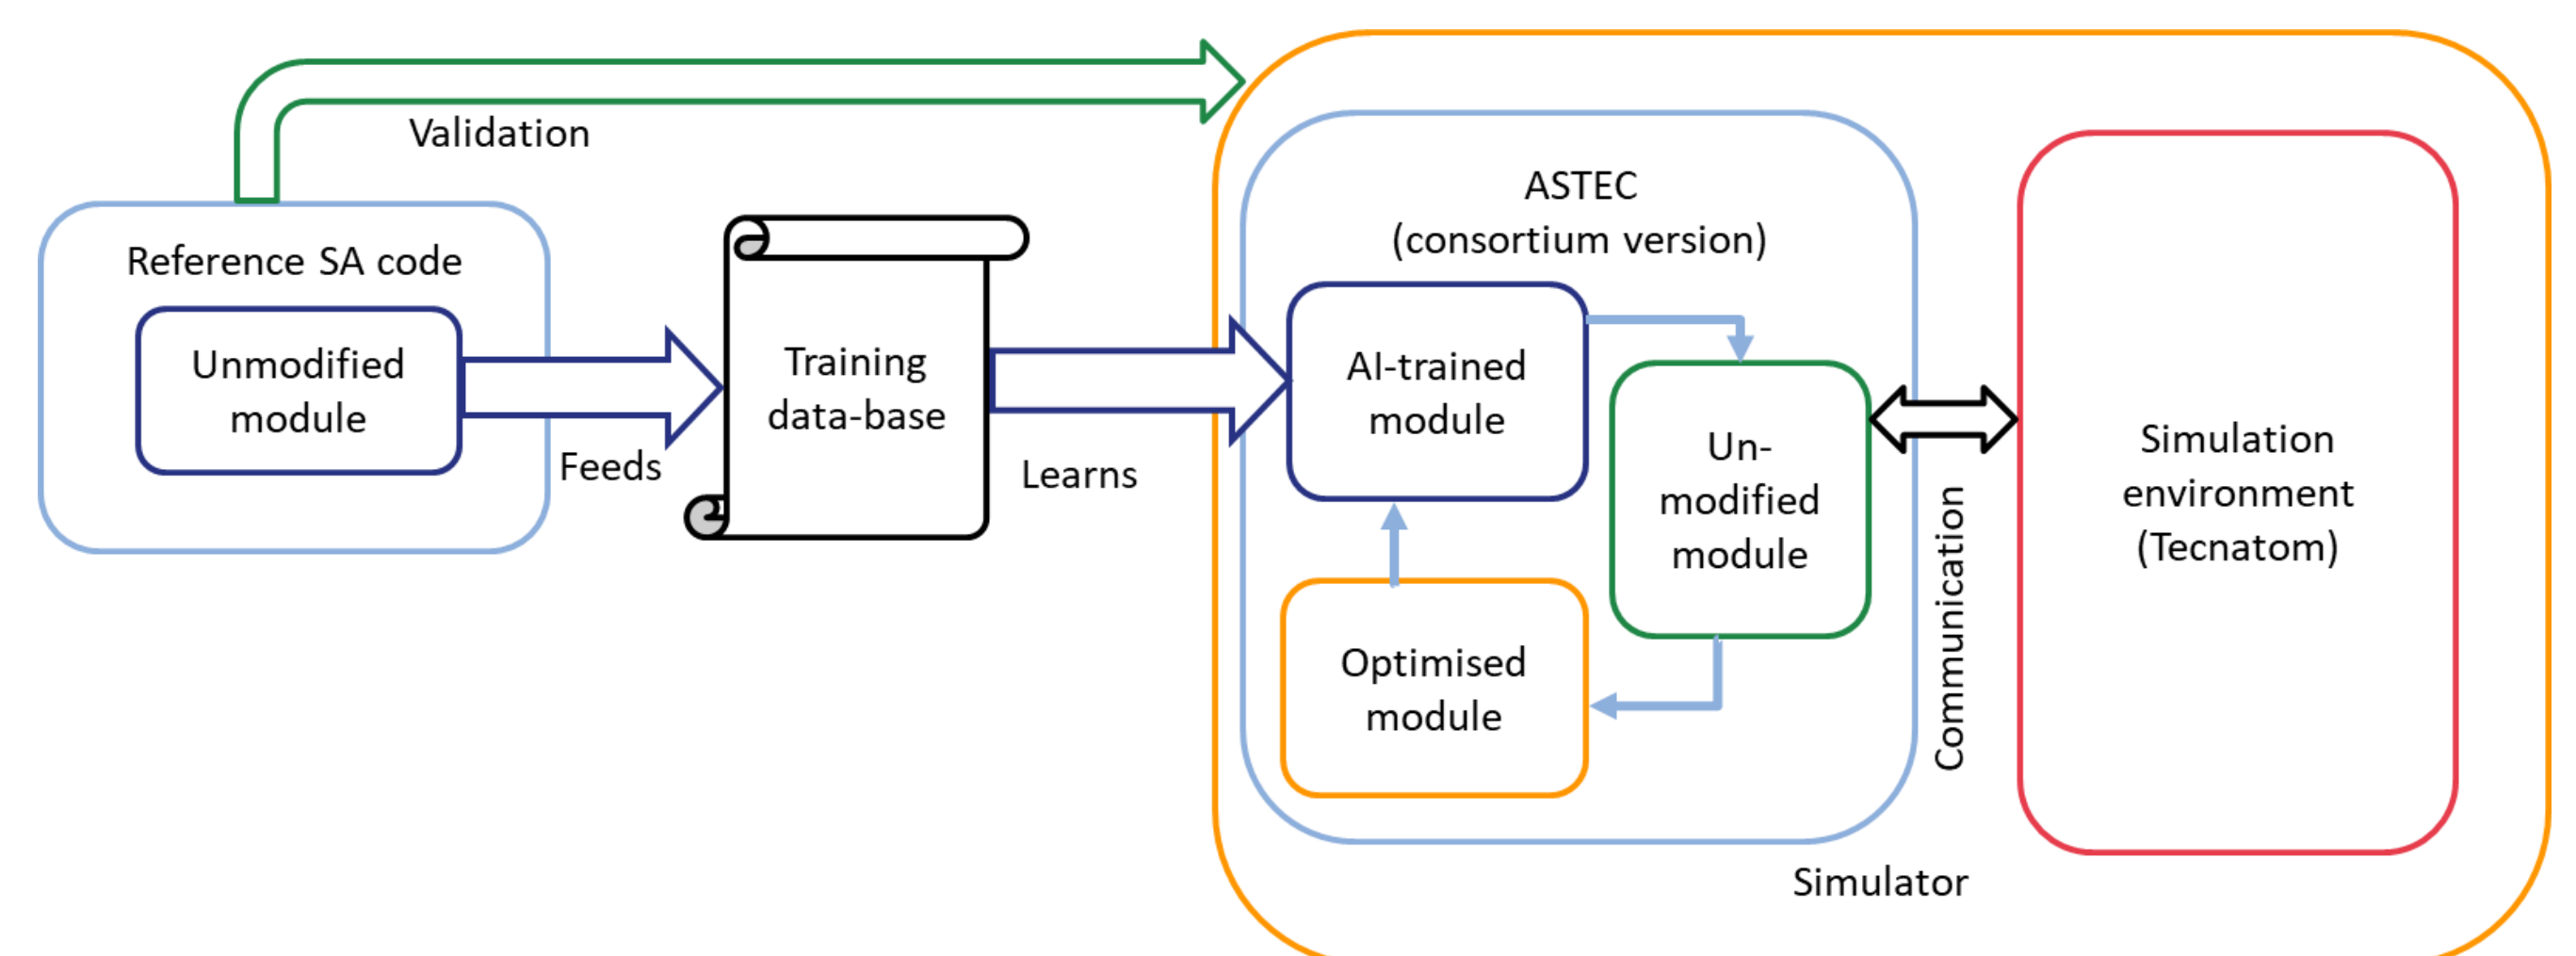 Validation
Reference SA code
Unmodified
module
Feeds
Training
data-base
Learns
ASTEC
(consortium version)
AI-trained
module
Un-
modified
module
Optimised
module
Communication
Simulation
environment
(Tecnatom)
Simulator